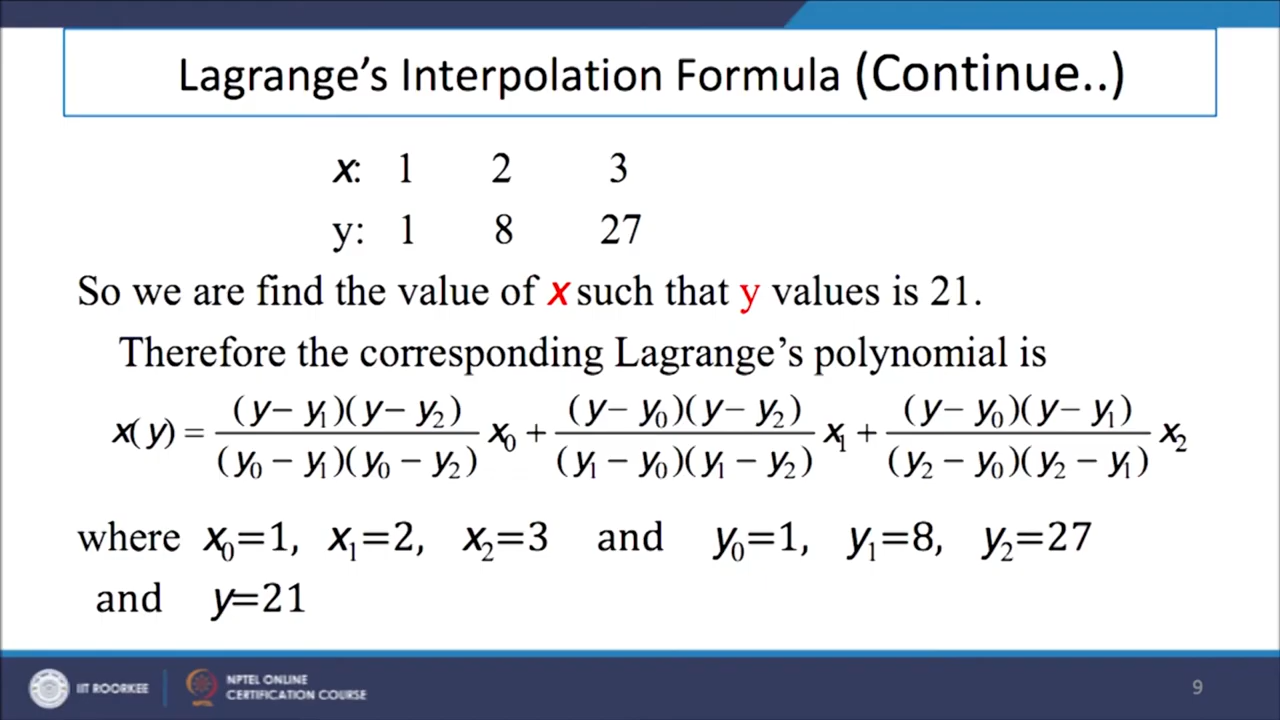 Lagrange's Interpolation Formula (Continue..)
x: 1 2 3
y: 1 8 27
So we are find the value of x such that y values is 21.
Therefore the corresponding Lagrange's polynomial is
x(y) = (y − y₁)(y − y₂) / (y₀ − y₁)(y₀ − y₂) x₀ + (y − y₀)(y − y₂) / (y₁ − y₀)(y₁ − y₂) x₁ + (y − y₀)(y − y₁) / (y₂ − y₀)(y₂ − y₁) x₂
where x₀=1, x₁=2, x₂=3 and y₀=1, y₁=8, y₂=27
and y=21
IIT ROORKEE
NPTEL ONLINE
CERTIFICATION COURSE
9